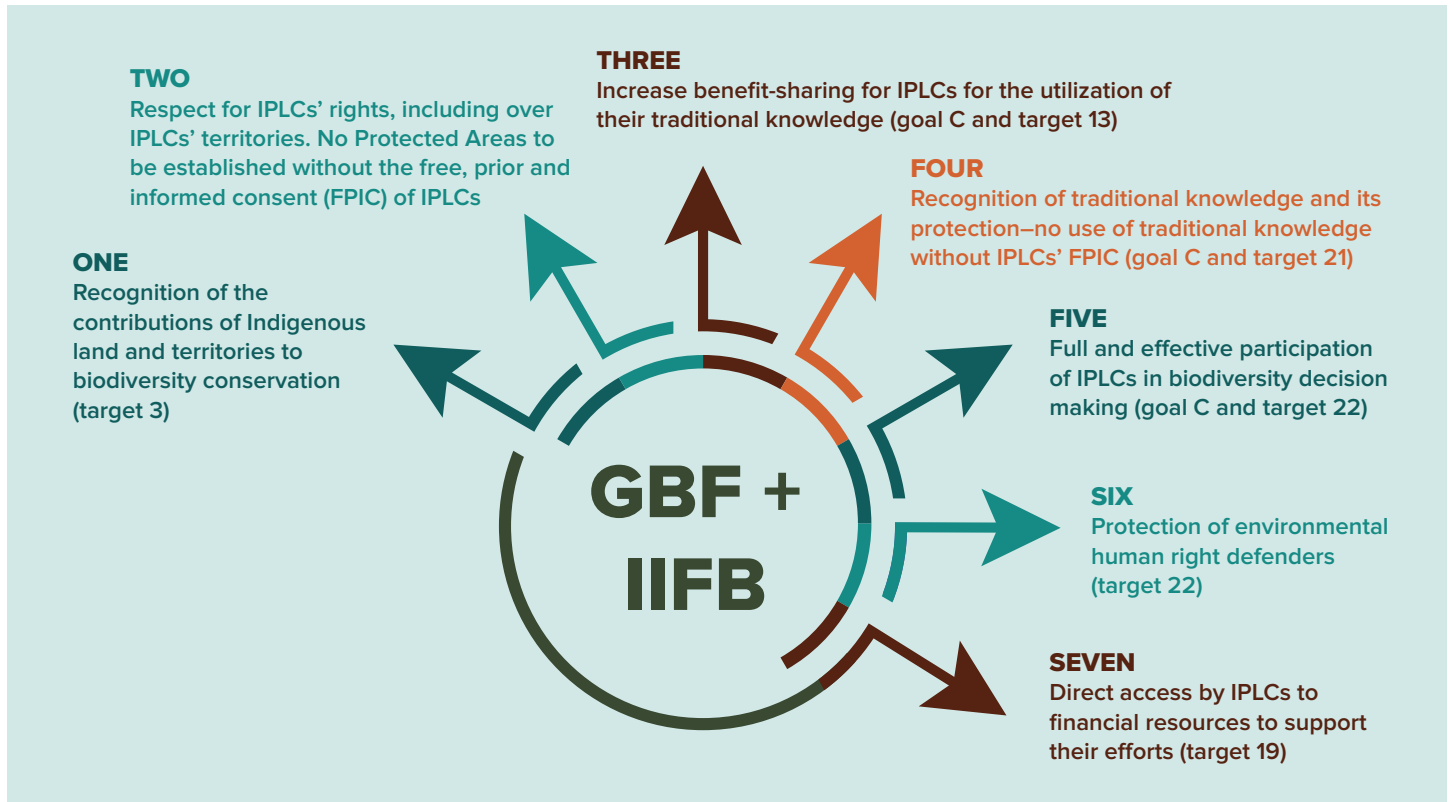 ONE
Recognition of the
contributions of Indigenous
land and territories to
biodiversity conservation
(target 3)
TWO
Respect for IPLCs’ rights, including over
IPLCs’ territories. No Protected Areas to
be established without the free, prior and
informed consent (FPIC) of IPLCs
THREE
Increase benefit-sharing for IPLCs for the utilization of
their traditional knowledge (goal C and target 13)
FOUR
Recognition of traditional knowledge and its
protection–no use of traditional knowledge
without IPLCs’ FPIC (goal C and target 21)
FIVE
Full and effective participation
of IPLCs in biodiversity decision
making (goal C and target 22)
SIX
Protection of environmental
human right defenders
(target 22)
SEVEN
Direct access by IPLCs to
financial resources to support
their efforts (target 19)
GBF +
IIFB